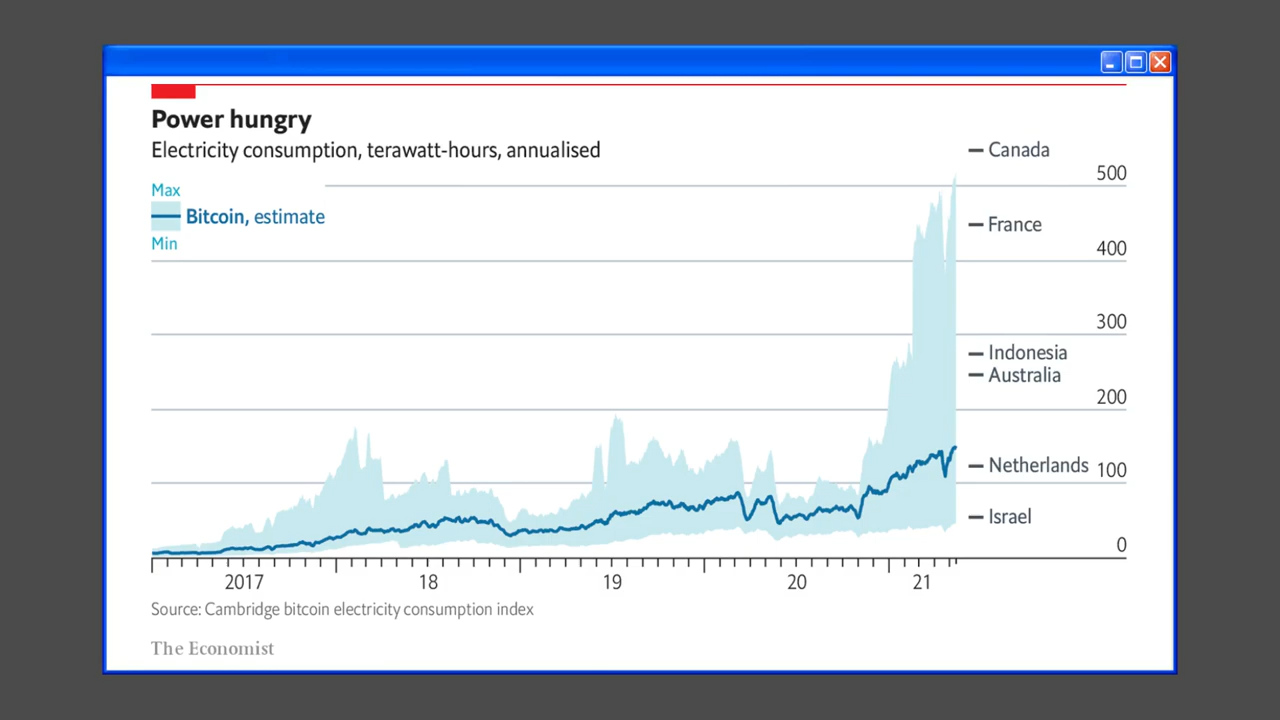 Power hungry
Electricity consumption, terawatt-hours, annualised
Max
Bitcoin, estimate
Min
Canada
500
France
400
300
Indonesia
Australia
200
Netherlands 100
Israel
0
2017 18 19 20 21
Source: Cambridge bitcoin electricity consumption index
The Economist